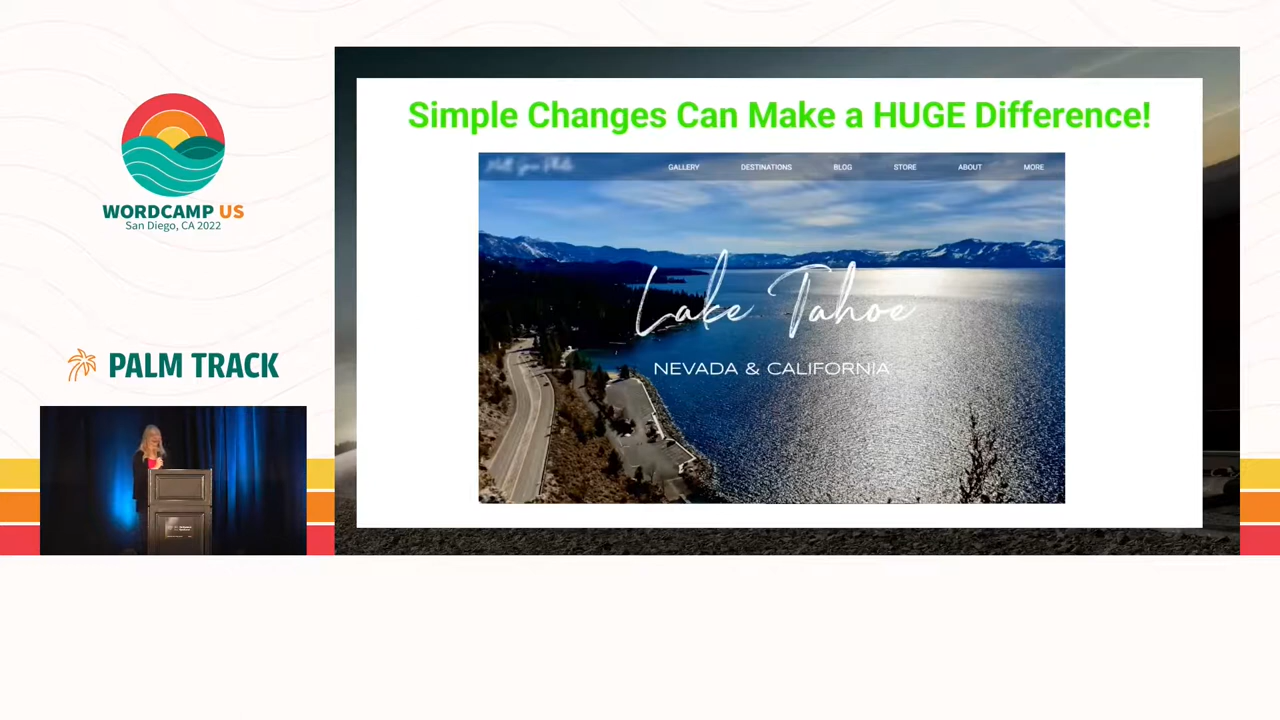 WORDCAMP US
San Diego, CA 2022
PALM TRACK
Simple Changes Can Make a HUGE Difference!
GALLERY DESTINATIONS BLOG STORE ABOUT MORE
Lake Tahoe
NEVADA & CALIFORNIA